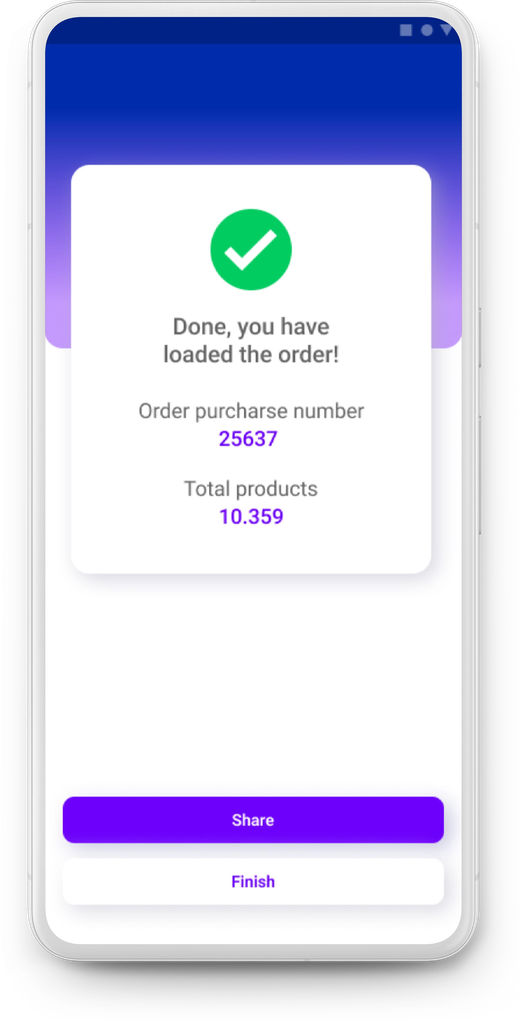 Done, you have
loaded the order!
Order purcharse number
25637
Total products
10.359
Share
Finish